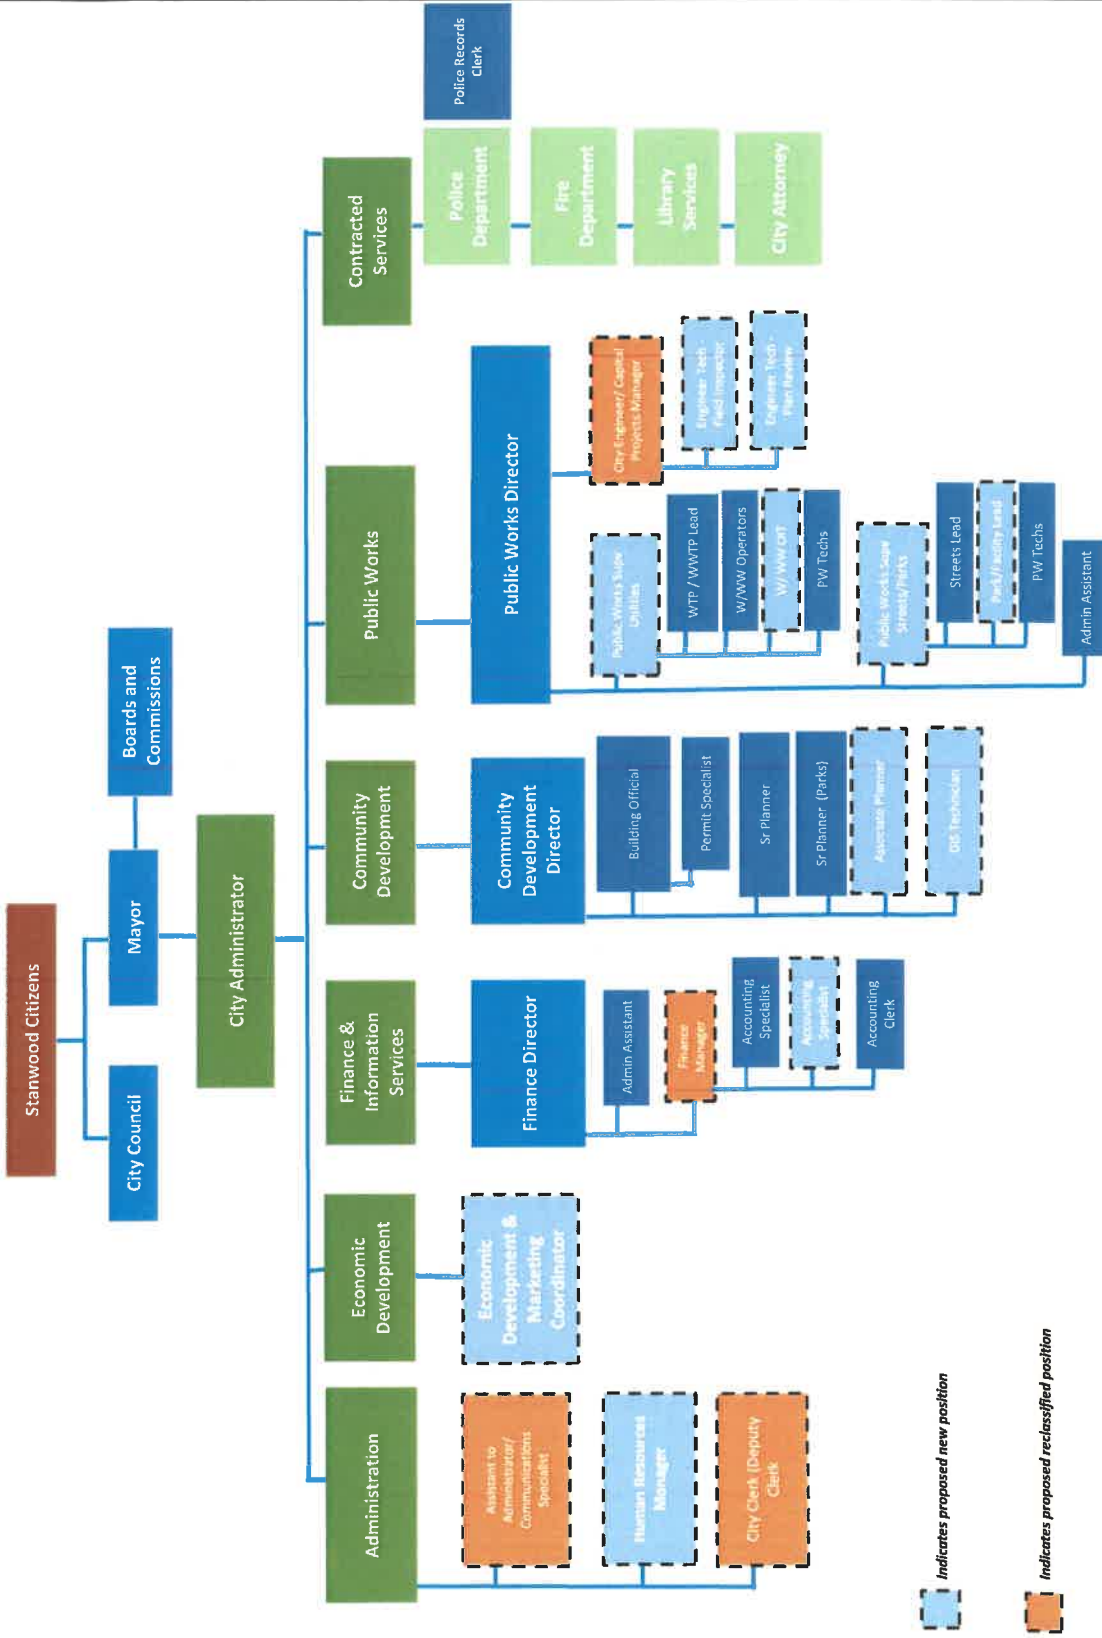 Stanwood Citizens
City Council
Mayor
Boards and
Commissions
City Administrator
Administration
Economic
Development
Finance &
Information
Services
Community
Development
Public Works
Contracted
Services
Assistant to
Administrator/
Communications
Specialist
Human Resources
Manager
City Clerk (Deputy
Clerk
Economic
Development &
Marketing
Coordinator
Finance Director
Admin Assistant
Finance
Manager
Accounting
Specialist
Accounting
Specialist
Accounting
Clerk
Community
Development
Director
Building Official
Permit Specialist
Sr Planner
Sr Planner (Parks)
Associate Planner
GIS Technician
Public Works Director
Public Works Supv
Utilities
WTP / WWTP Lead
W/WW Operators
W/WW OIT
PW Techs
Public Works Supv
Streets/Parks
Streets Lead
Park/Facility Lead
PW Techs
Admin Assistant
City Engineer/ Capital
Projects Manager
Engineer Tech -
Field Inspector
Engineer Tech -
Plan Review
Police
Department
Police Records
Clerk
Fire
Department
Library
Services
City Attorney
Indicates proposed new position
Indicates proposed reclassified position